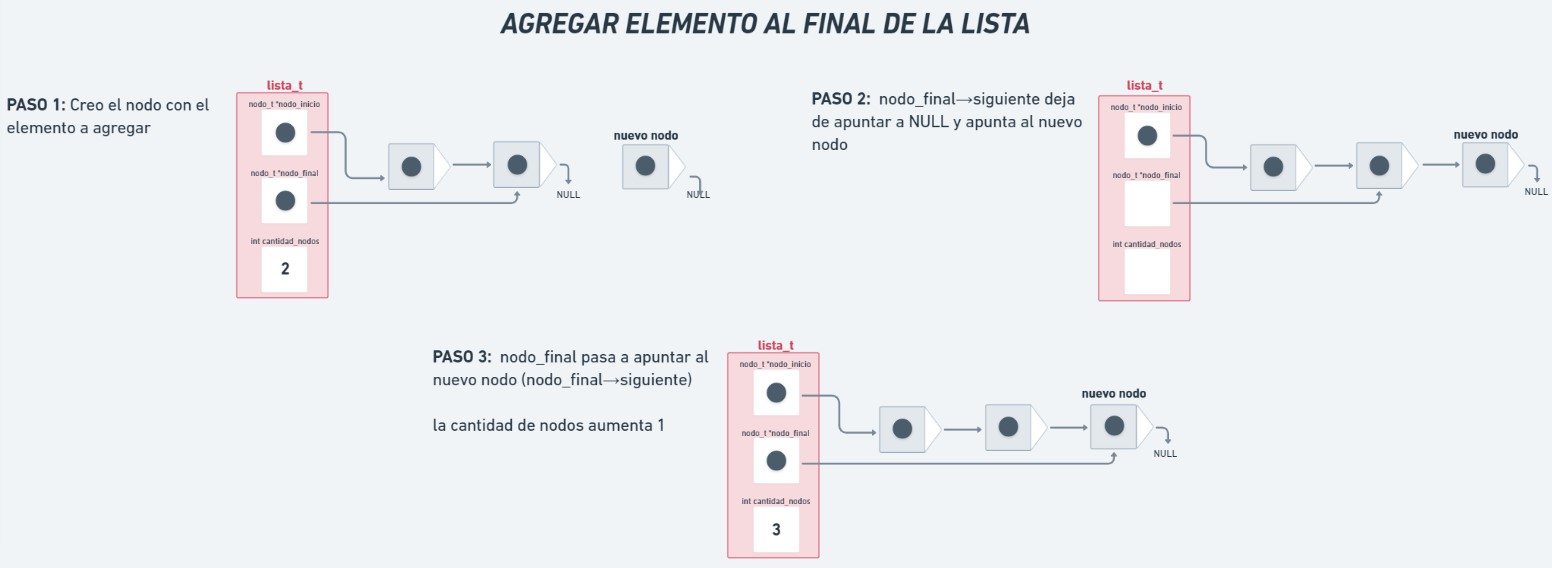 AGREGAR ELEMENTO AL FINAL DE LA LISTA
PASO 1: Creo el nodo con el
elemento a agregar
lista_t
nodo_t *nodo_inicio
nodo_t *nodo_final
int cantidad_nodos
2
NULL
nuevo nodo
NULL
PASO 2: nodo_final→siguiente deja
de apuntar a NULL y apunta al nuevo
nodo
lista_t
nodo_t *nodo_inicio
nodo_t *nodo_final
int cantidad_nodos
nuevo nodo
NULL
PASO 3: nodo_final pasa a apuntar al
nuevo nodo (nodo_final→siguiente)
la cantidad de nodos aumenta 1
lista_t
nodo_t *nodo_inicio
nodo_t *nodo_final
int cantidad_nodos
3
nuevo nodo
NULL